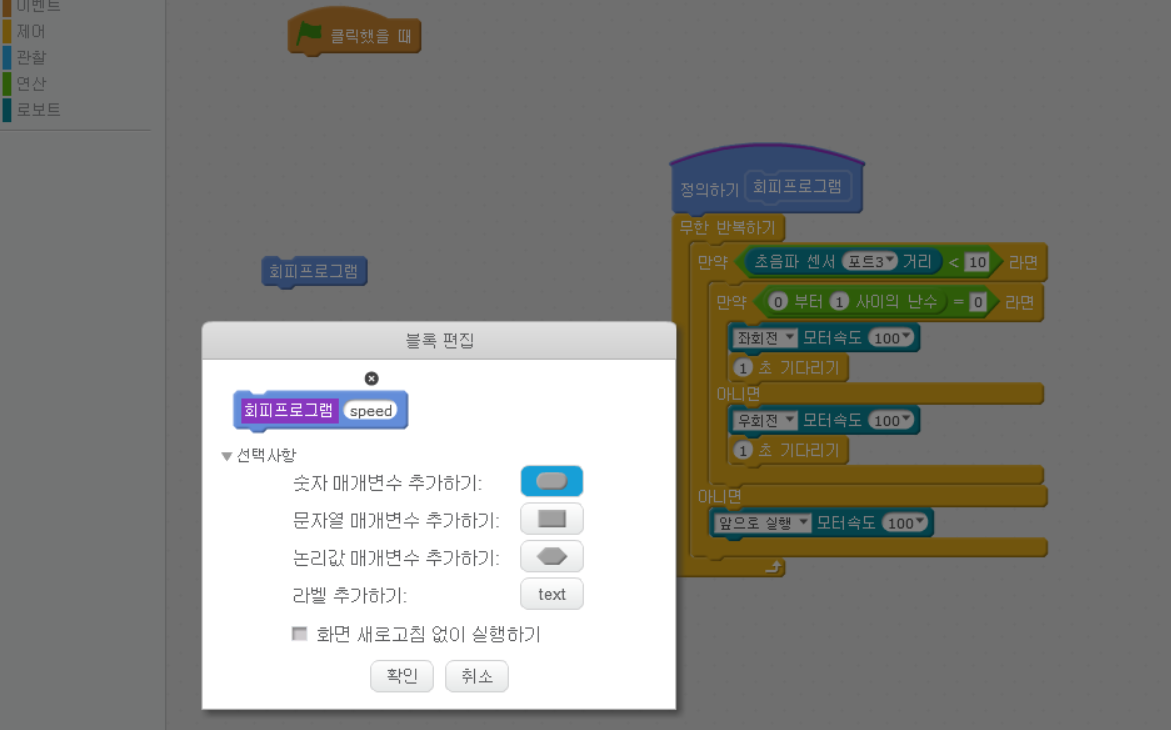 이벤트
제어
관찰
연산
로보트
클릭했을 때
정의하기 회피프로그램
무한 반복하기
만약 초음파 센서 포트3 거리 < 10 라면
만약 0 부터 1 사이의 난수 = 0 라면
좌회전 모터속도 100
1 초 기다리기
아니면
우회전 모터속도 100
1 초 기다리기
아니면
앞으로 실행 모터속도 100
회피프로그램
블록 편집
회피프로그램 speed
선택사항
숫자 매개변수 추가하기:
문자열 매개변수 추가하기:
논리값 매개변수 추가하기:
라벨 추가하기: text
화면 새로고침 없이 실행하기
확인 취소